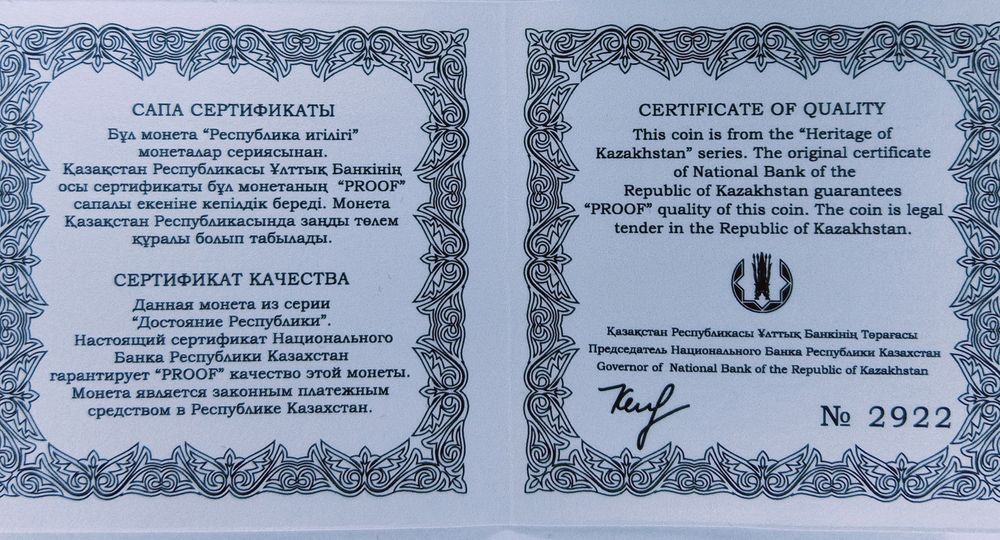 САПА СЕРТИФИКАТЫ
Бұл монета “Республика игілігі”
монеталар сериясынан.
Қазақстан Республикасы Ұлттық Банкінің
осы сертификаты бұл монетаның “PROOF”
сапалы екеніне кепілдік береді. Монета
Қазақстан Республикасында заңды төлем
құралы болып табылады.
СЕРТИФИКАТ КАЧЕСТВА
Данная монета из серии
“Достояние Республики”.
Настоящий сертификат Национального
Банка Республики Казахстан
гарантирует “PROOF” качество этой монеты.
Монета является законным платежным
средством в Республике Казахстан.
CERTIFICATE OF QUALITY
This coin is from the “Heritage of
Kazakhstan” series. The original certificate
of National Bank of the
Republic of Kazakhstan guarantees
“PROOF” quality of this coin. The coin is legal
tender in the Republic of Kazakhstan.
Қазақстан Республикасы Ұлттық Банкінің Төрағасы
Председатель Национального Банка Республики Казахстан
Governor of National Bank of the Republic of Kazakhstan
№ 2922